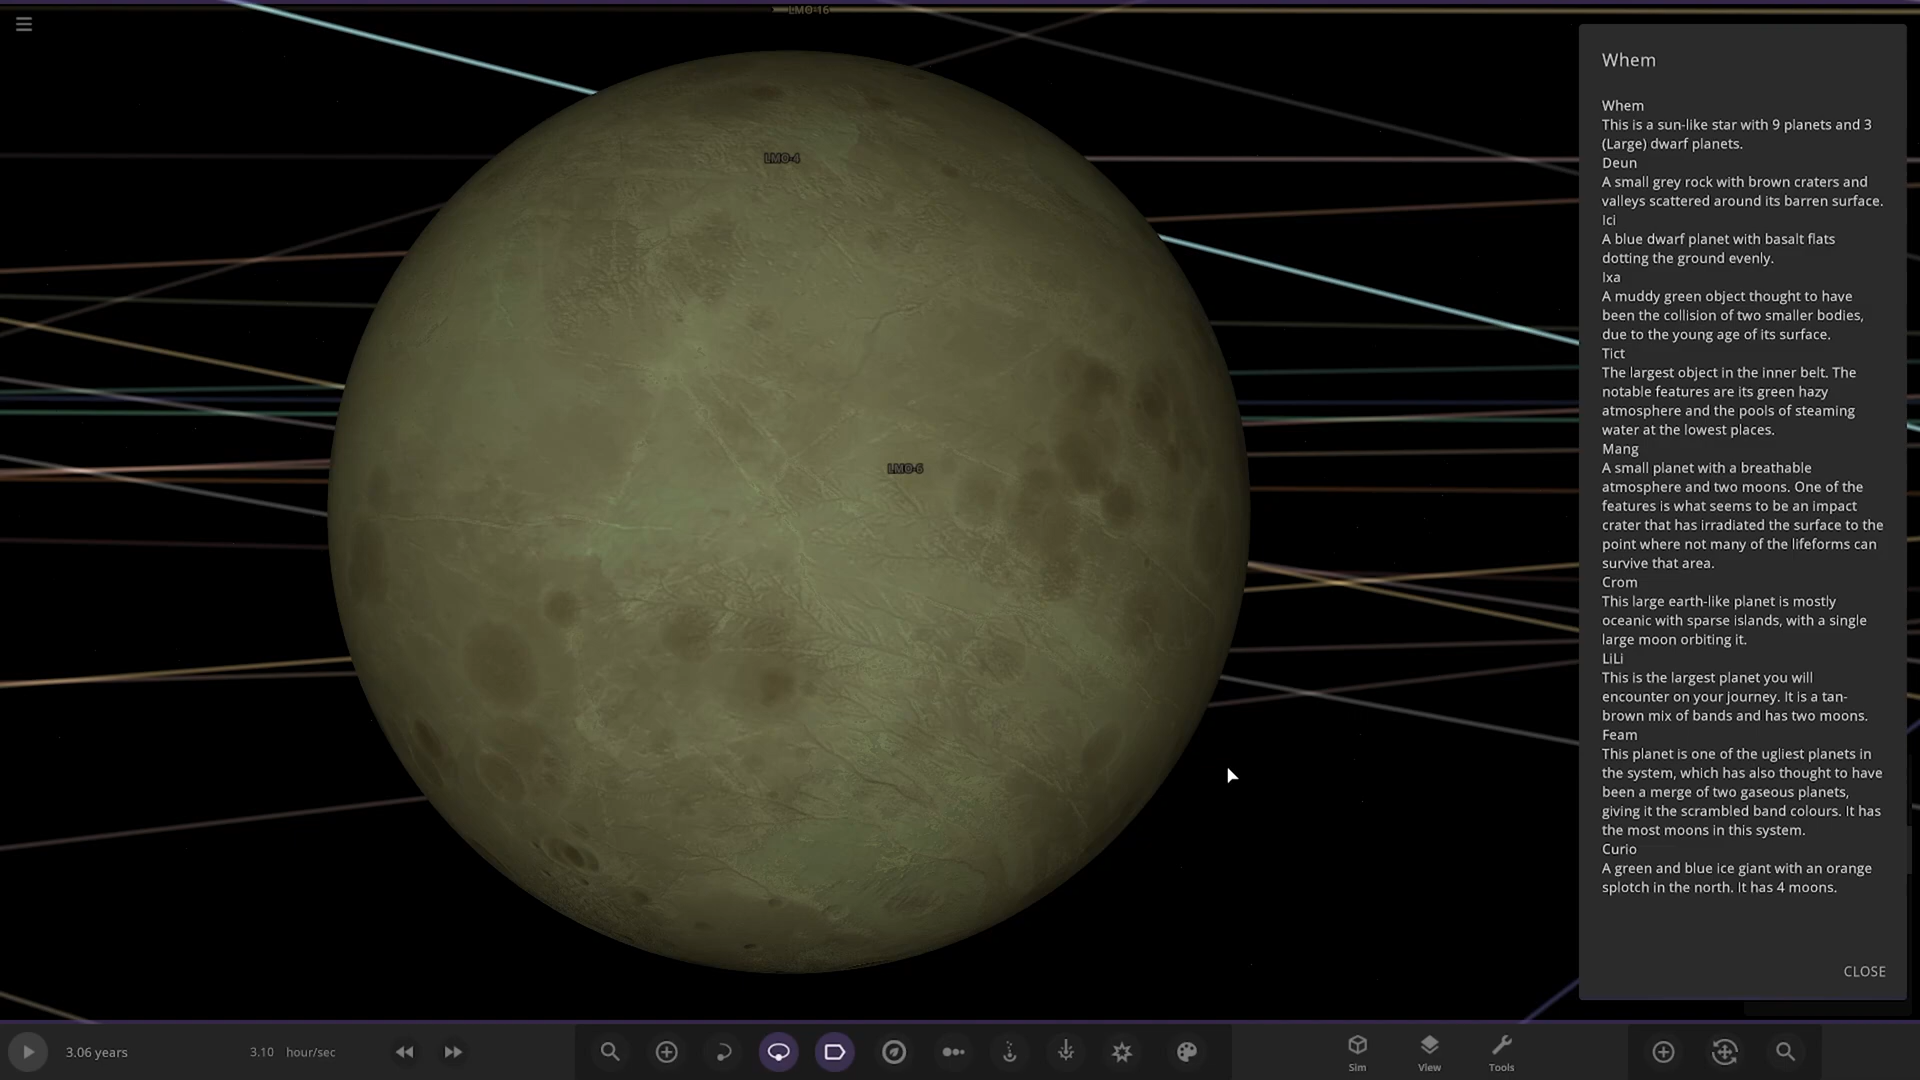 LMO-16
Whem
Whem
This is a sun-like star with 9 planets and 3
(Large) dwarf planets.
Deun
A small grey rock with brown craters and
valleys scattered around its barren surface.
Ici
A blue dwarf planet with basalt flats
dotting the ground evenly.
Ixa
A muddy green object thought to have
been the collision of two smaller bodies,
due to the young age of its surface.
Tict
The largest object in the inner belt. The
notable features are its green hazy
atmosphere and the pools of steaming
water at the lowest places.
Mang
A small planet with a breathable
atmosphere and two moons. One of the
features is what seems to be an impact
crater that has irradiated the surface to the
point where not many of the lifeforms can
survive that area.
Crom
This large earth-like planet is mostly
oceanic with sparse islands, with a single
large moon orbiting it.
LiLi
This is the largest planet you will
encounter on your journey. It is a tan-
brown mix of bands and has two moons.
Feam
This planet is one of the ugliest planets in
the system, which has also thought to have
been a merge of two gaseous planets,
giving it the scrambled band colours. It has
the most moons in this system.
Curio
A green and blue ice giant with an orange
splotch in the north. It has 4 moons.
CLOSE
LMO-4
LMO-6
3.06 years
3.10 hour/sec
Sim
View
Tools